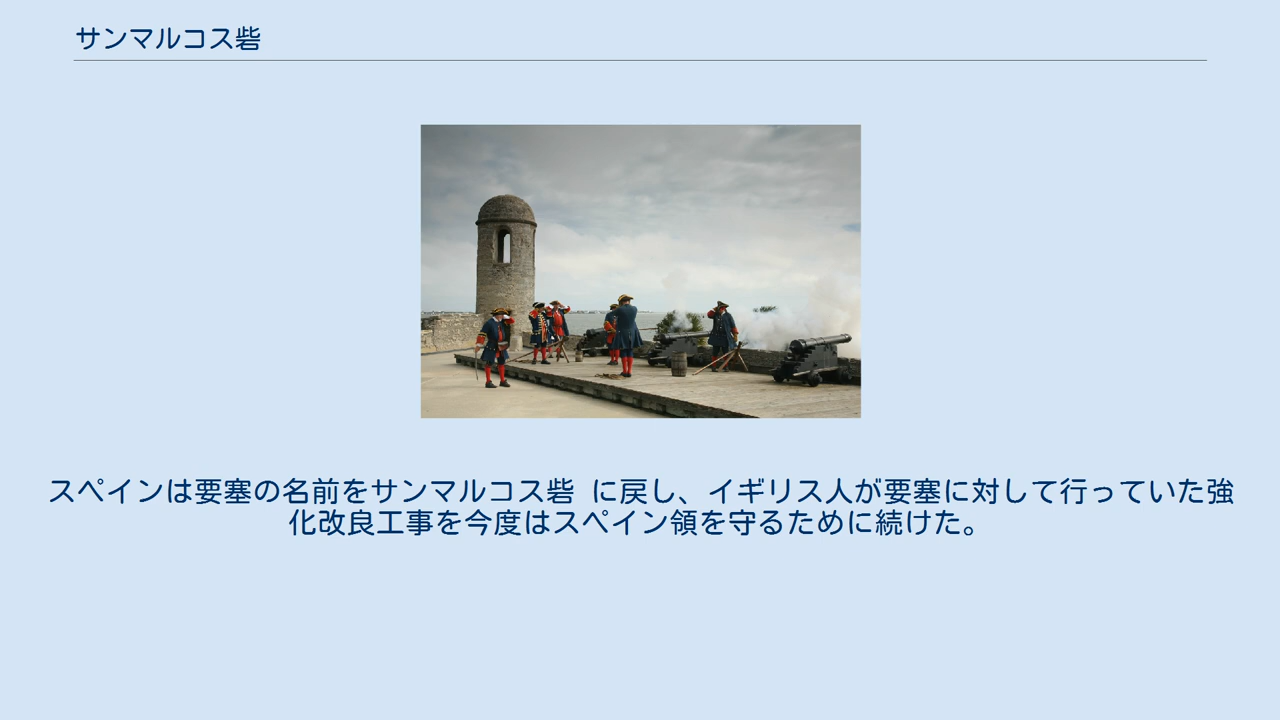 サンマルコス砦
スペインは要塞の名前をサンマルコス砦 に戻し、イギリス人が要塞に対して行っていた強
化改良工事を今度はスペイン領を守るために続けた。